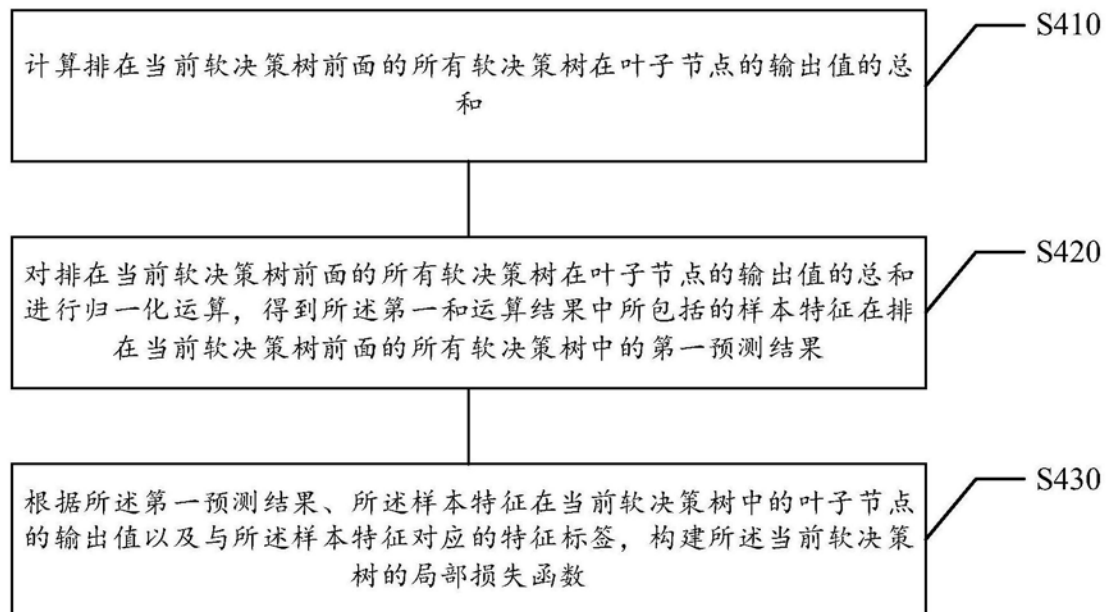 S410
计算排在当前软决策树前面的所有软决策树在叶子节点的输出值的总
和
S420
对排在当前软决策树前面的所有软决策树在叶子节点的输出值的总和
进行归一化运算，得到所述第一和运算结果中所包括的样本特征在排
在当前软决策树前面的所有软决策树中的第一预测结果
S430
根据所述第一预测结果、所述样本特征在当前软决策树中的叶子节点
的输出值以及与所述样本特征对应的特征标签，构建所述当前软决策
树的局部损失函数